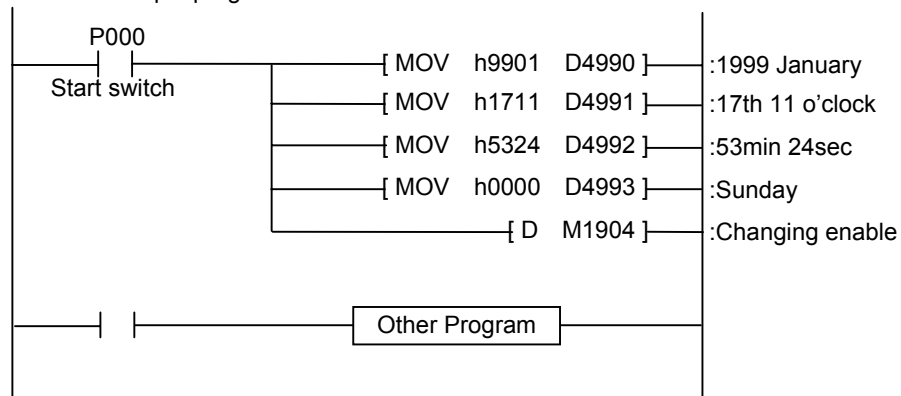 P000
[ MOV h9901 D4990 ] :1999 January
Start switch
[ MOV h1711 D4991 ] :17th 11 o’clock
[ MOV h5324 D4992 ] :53min 24sec
[ MOV h0000 D4993 ] :Sunday
[ D M1904 ] :Changing enable
Other Program